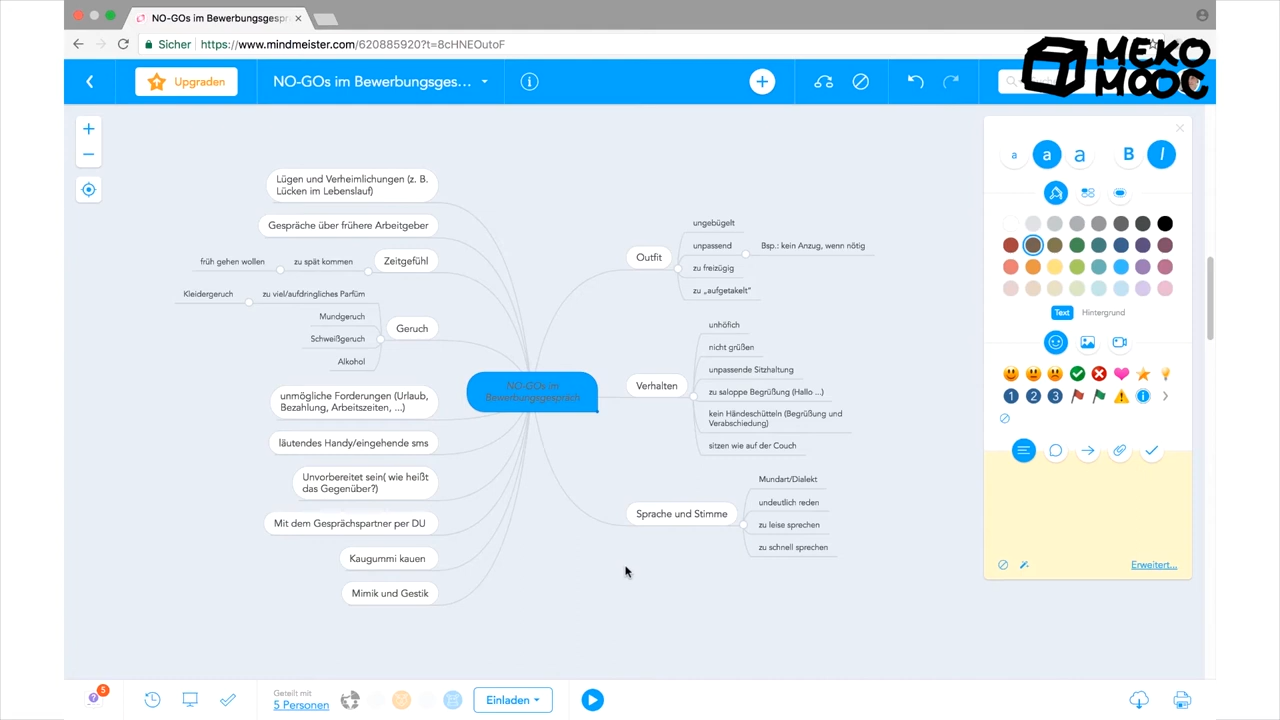 NO-GOs im Bewerbungsgespr
Sicher
https://www.mindmeister.com/620885920?t=8cHNEOutoF
MEKO
MOOC
Upgraden
NO-GOs im Bewerbungsges...
Lügen und Verheimlichungen (z. B.
Lücken im Lebenslauf)
Gespräche über frühere Arbeitgeber
früh gehen wollen
zu spät kommen
Zeitgefühl
Kleidergeruch
zu viel/aufdringliches Parfüm
Mundgeruch
Schweißgeruch
Alkohol
Geruch
unmögliche Forderungen (Urlaub,
Bezahlung, Arbeitszeiten, ...)
läutendes Handy/eingehende sms
Unvorbereitet sein( wie heißt
das Gegenüber?)
Mit dem Gesprächspartner per DU
Kaugummi kauen
Mimik und Gestik
NO-GOs im
Bewerbungsgespräch
Outfit
ungebügelt
unpassend
Bsp.: kein Anzug, wenn nötig
zu freizügig
zu „aufgetakelt"
Verhalten
unhöfich
nicht grüßen
unpassende Sitzhaltung
zu saloppe Begrüßung (Hallo ...)
kein Händeschütteln (Begrüßung und
Verabschiedung)
sitzen wie auf der Couch
Sprache und Stimme
Mundart/Dialekt
undeutlich reden
zu leise sprechen
zu schnell sprechen
a a a B I
Text
Hintergrund
1 2 3
Erweitert...
5
Geteilt mit
5 Personen
Einladen